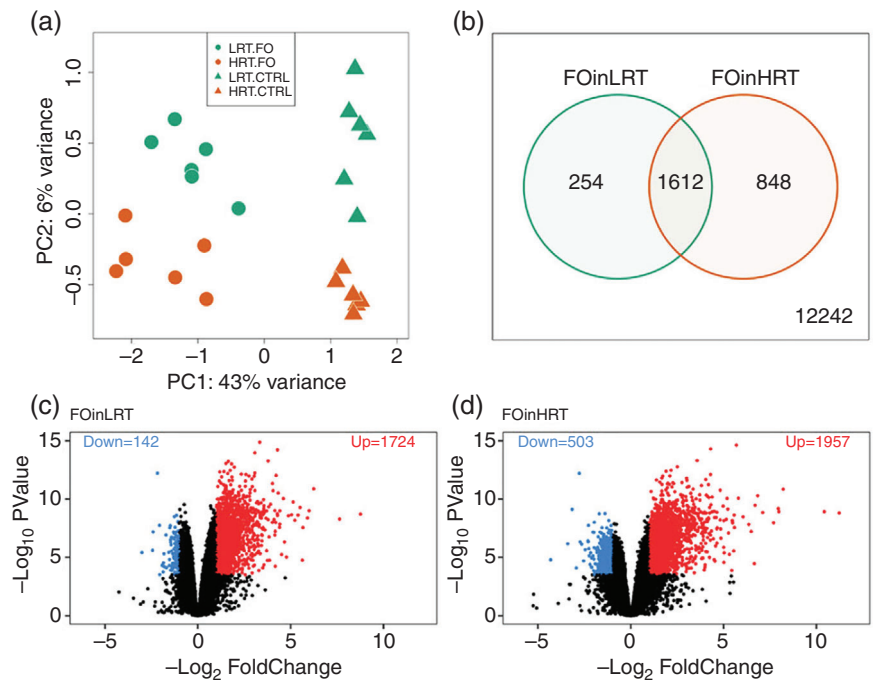 (a)
LRT.FO
HRT.FO
LRT.CTRL
HRT.CTRL
1.0
0.5
0.0
–0.5
PC2: 6% variance
–2 –1 0 1 2
PC1: 43% variance
(b)
FOinLRT FOinHRT
254 1612 848
12242
(c)
FOinLRT
Down=142 Up=1724
15
10
5
0
–Log10 PValue
–5 0 5 10
–Log2 FoldChange
(d)
FOinHRT
Down=503 Up=1957
15
10
5
0
–Log10 PValue
–5 0 5 10
–Log2 FoldChange